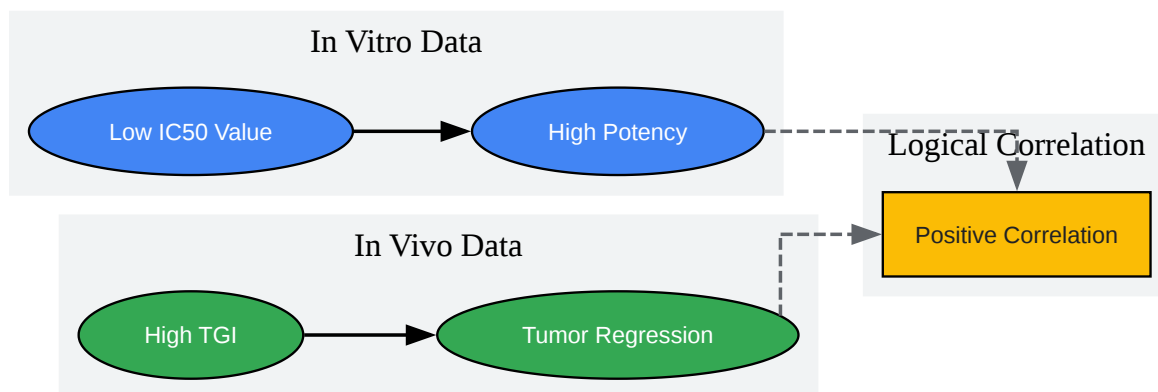 In Vitro Data
Low IC50 Value
High Potency
Logical Correlation
Positive Correlation
In Vivo Data
High TGI
Tumor Regression